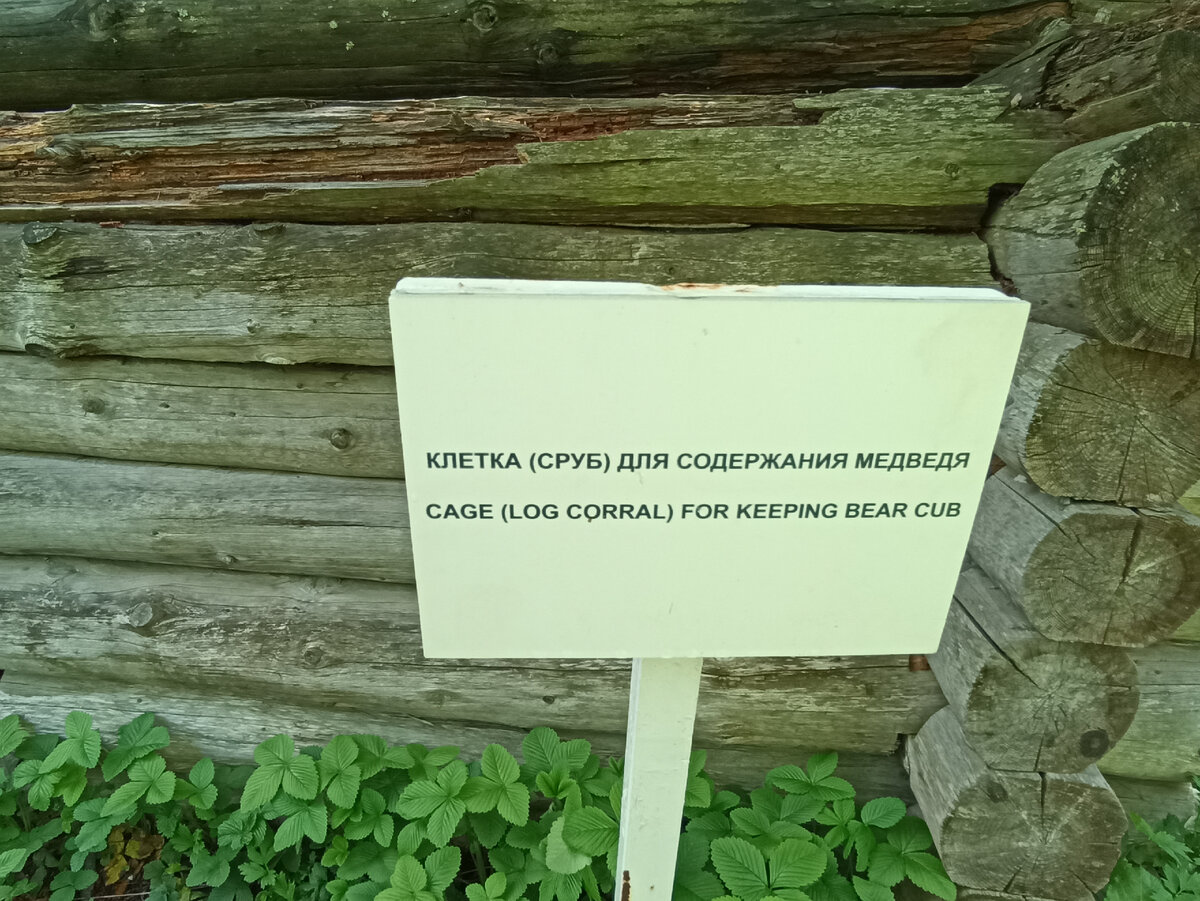 КЛЕТКА (СРУБ) ДЛЯ СОДЕРЖАНИЯ МЕДВЕДЯ
CAGE (LOG CORRAL) FOR KEEPING BEAR CUB